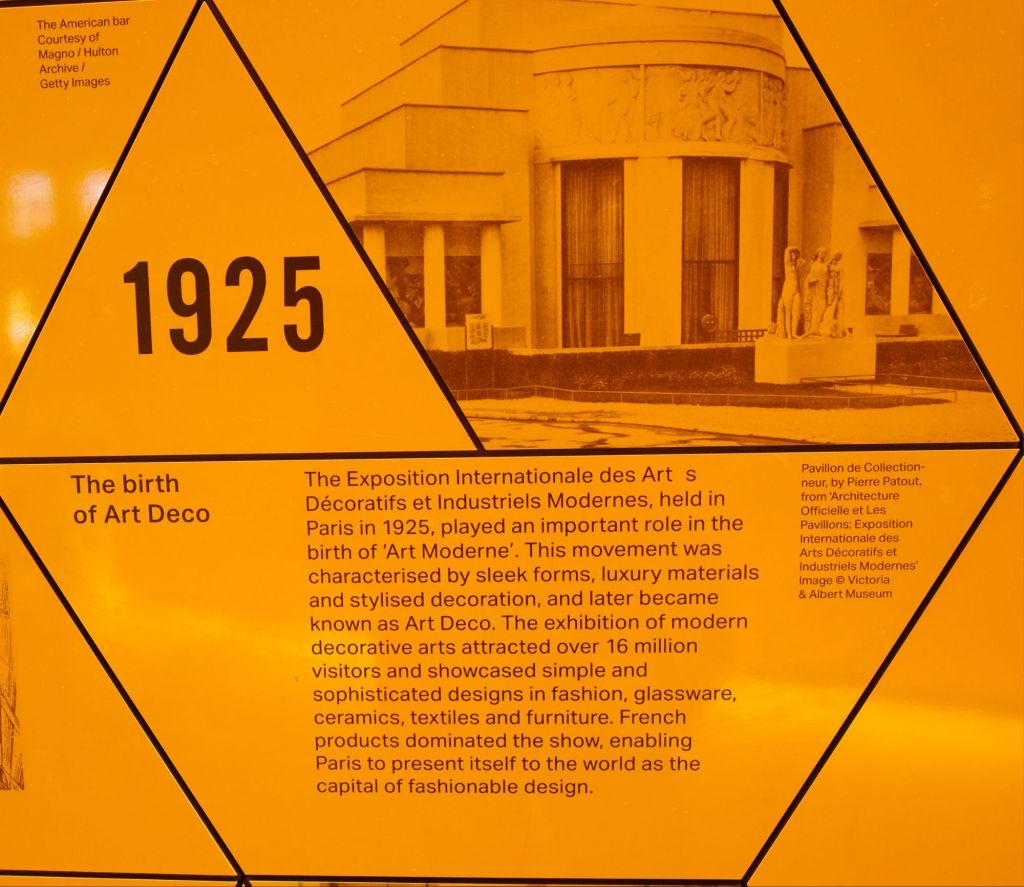 The American bar
Courtesy of
Magno / Hulton
Archive /
Getty Images
1925
The birth
of Art Deco
The Exposition Internationale des Art s
Décoratifs et Industriels Modernes, held in
Paris in 1925, played an important role in the
birth of ‘Art Moderne’. This movement was
characterised by sleek forms, luxury materials
and stylised decoration, and later became
known as Art Deco. The exhibition of modern
decorative arts attracted over 16 million
visitors and showcased simple and
sophisticated designs in fashion, glassware,
ceramics, textiles and furniture. French
products dominated the show, enabling
Paris to present itself to the world as the
capital of fashionable design.
Pavillon de Collection-
neur, by Pierre Patout,
from 'Architecture
Officielle et Les
Pavillons: Exposition
Internationale des
Arts Décoratifs et
Industriels Modernes'
Image © Victoria
& Albert Museum